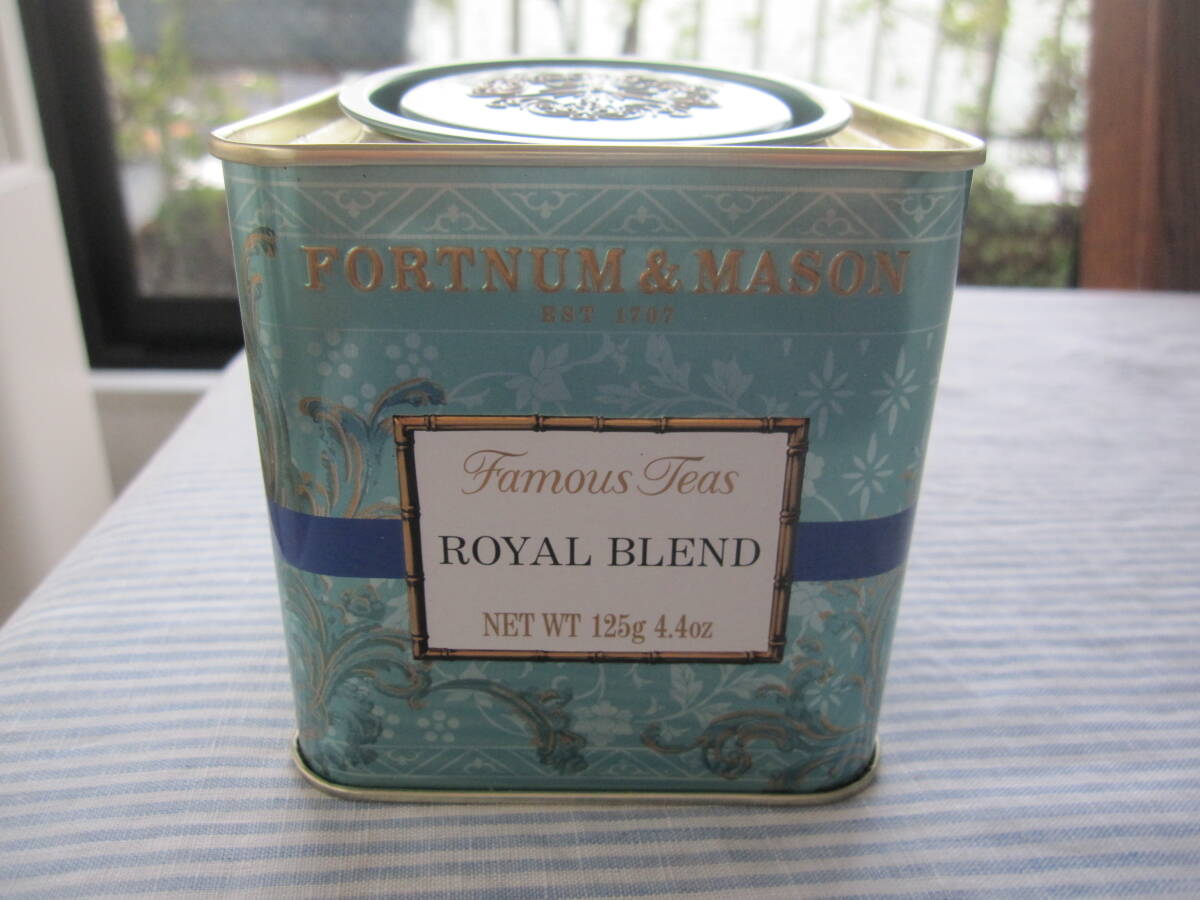 FORTNUM & MASON
EST 1707
Famous Teas
ROYAL BLEND
NET WT 125g 4.4oz